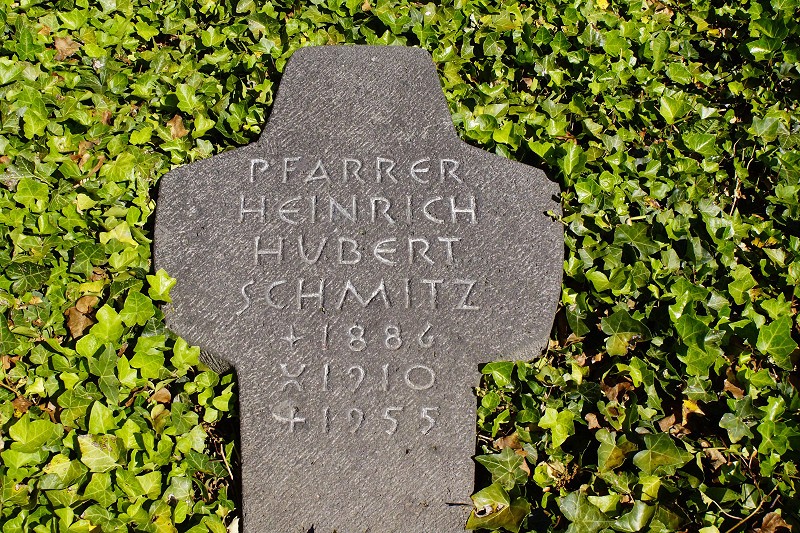 PFARRER
HEINRICH
HUBERT
SCHMITZ
+ 1886
X 1910
+ 1955